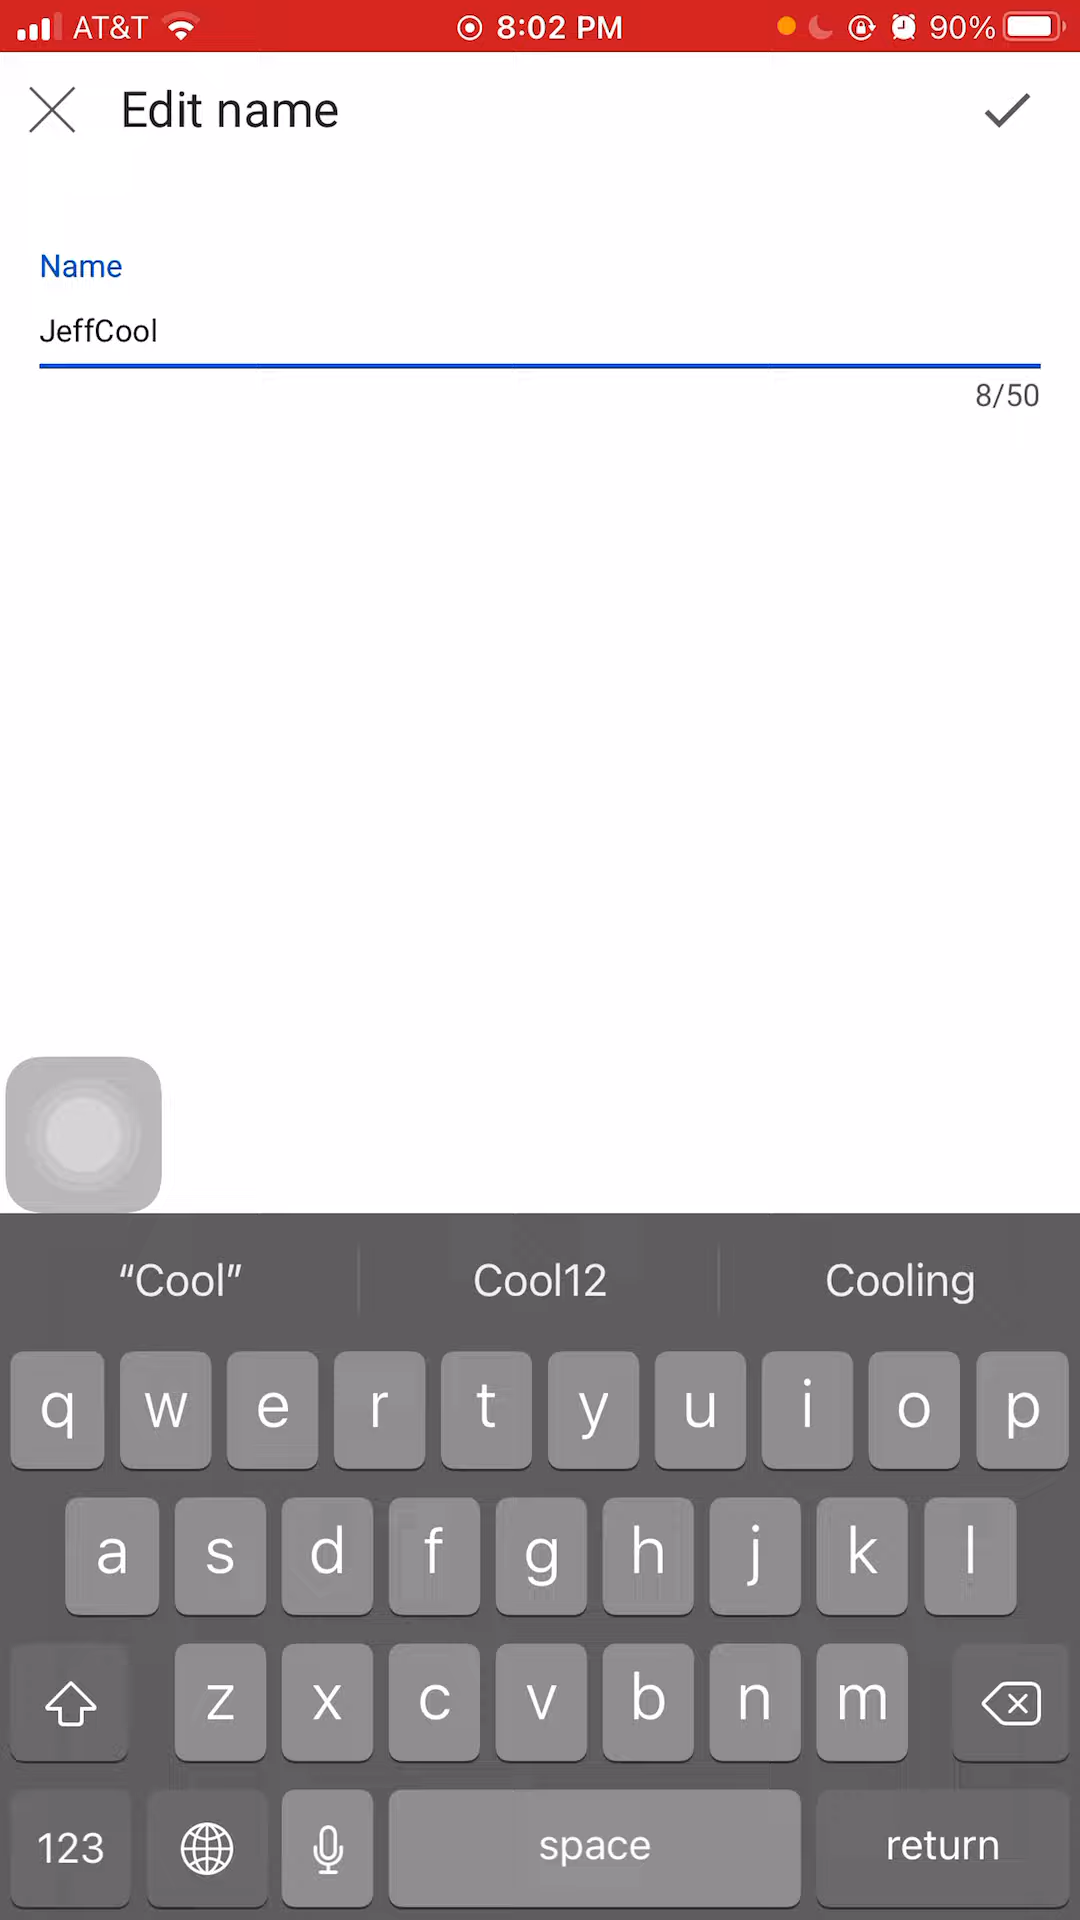 AT&T 8:02 PM 90%
Edit name
Name
JeffCool
8/50
“Cool” Cool12 Cooling
q w e r t y u i o p
a s d f g h j k l
z x c v b n m
123 space return